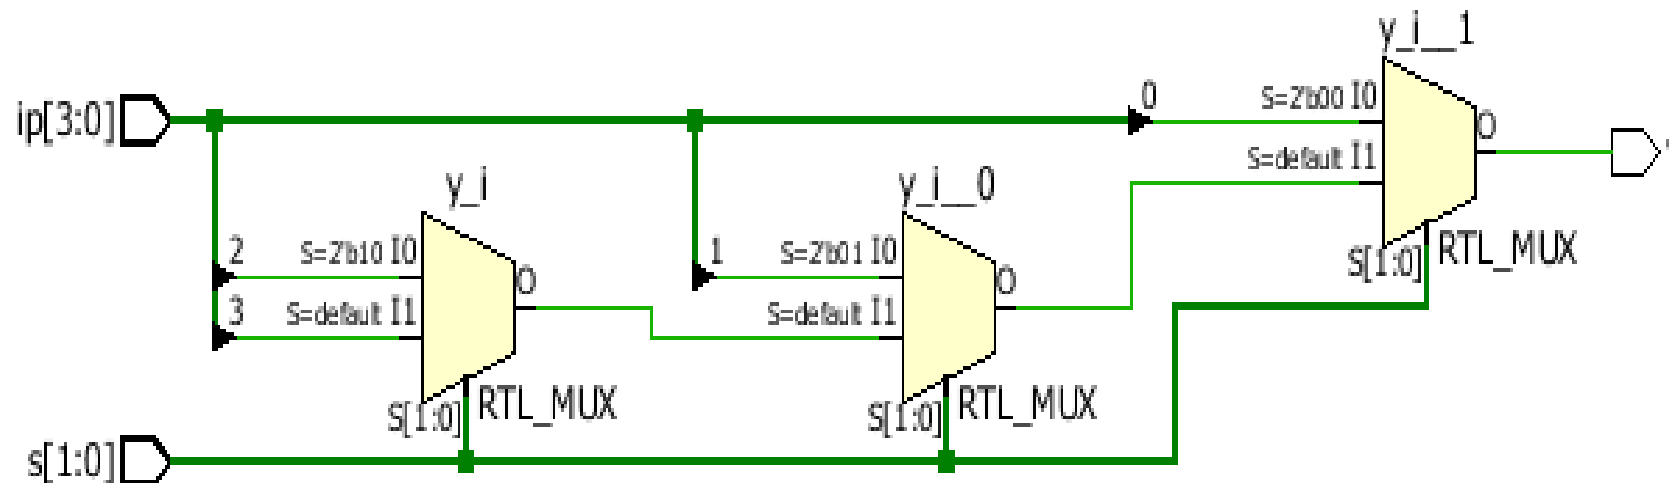 y_i__1
ip[3:0]
0
S=2'b00 I0
O
S=default I1
y_i
y_i__0
2
S=2'b10 I0
O
1
S=2'b01 I0
O
S[1:0]
RTL_MUX
3
S=default I1
S=default I1
S[1:0]
RTL_MUX
S[1:0]
RTL_MUX
s[1:0]